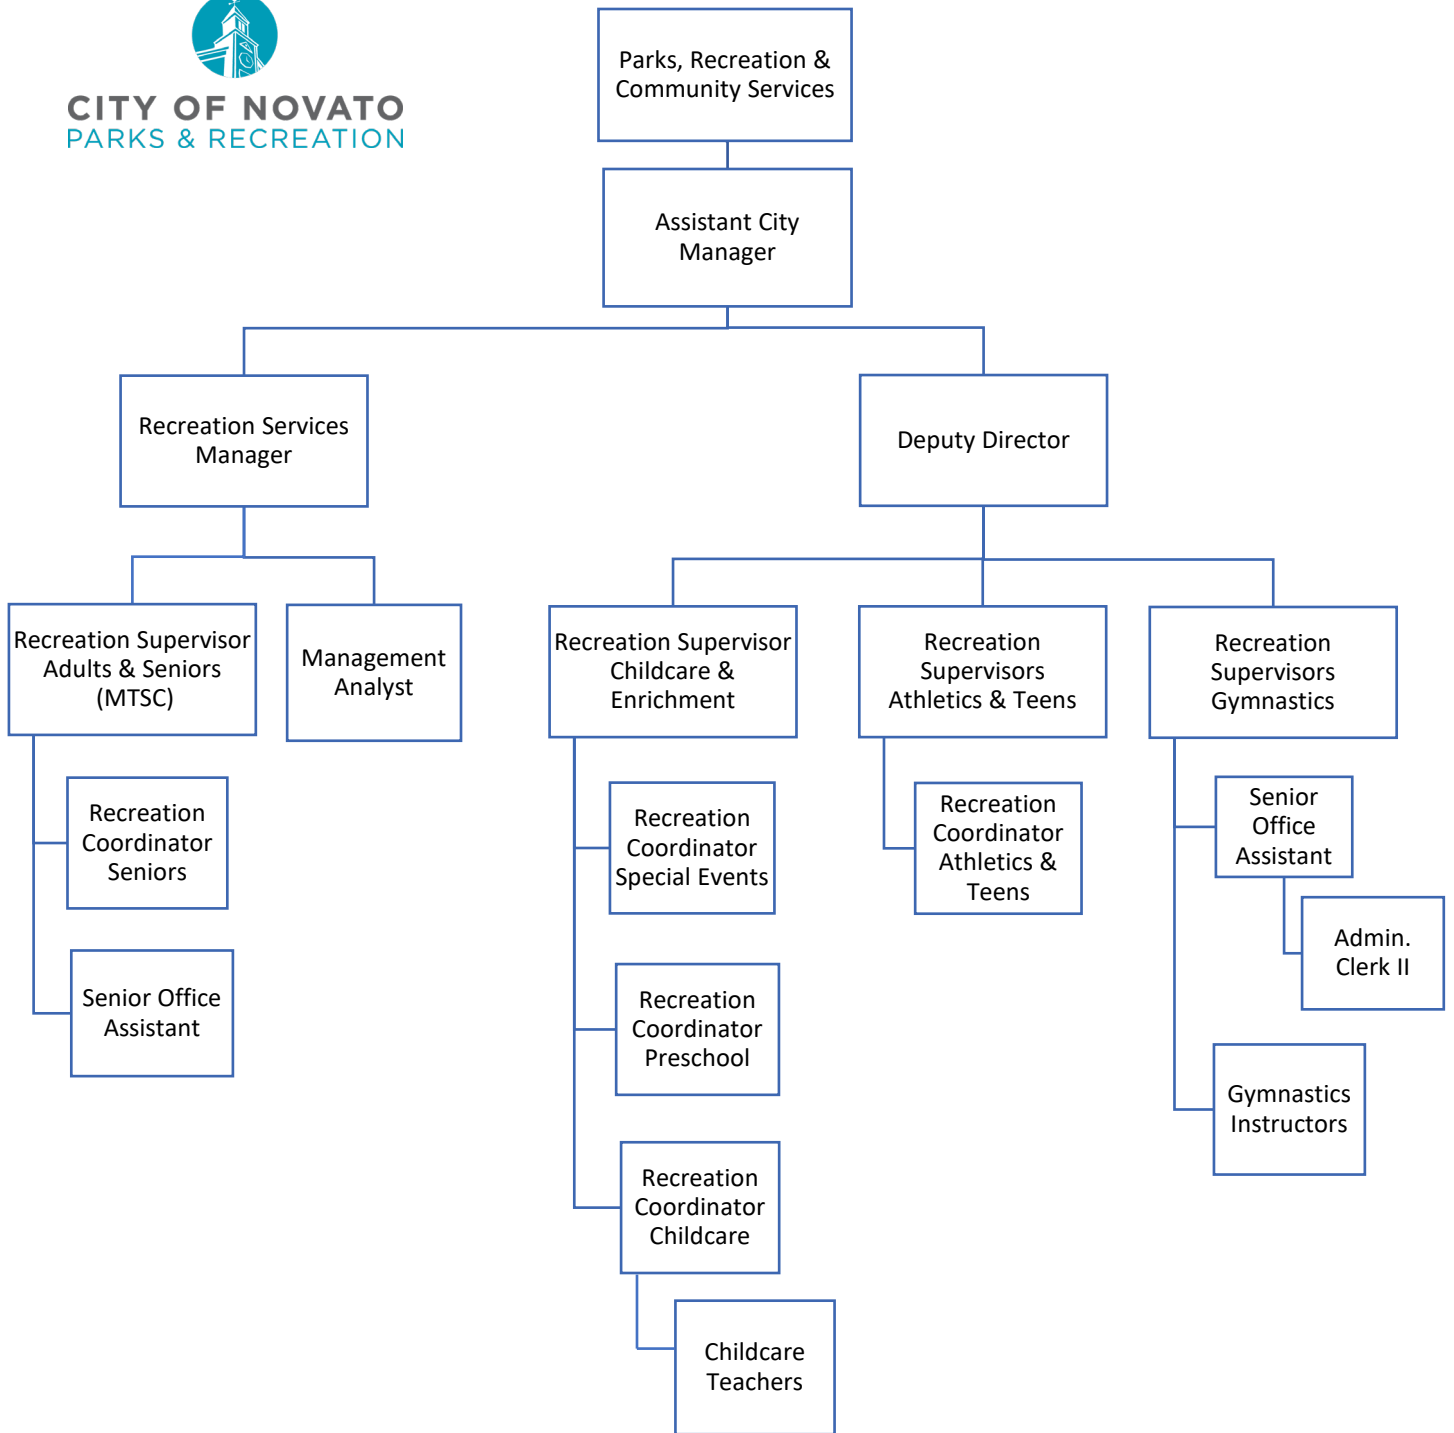 CITY OF NOVATO
PARKS & RECREATION
Parks, Recreation &
Community Services
Assistant City
Manager
Recreation Services
Manager
Deputy Director
Recreation Supervisor
Adults & Seniors
(MTSC)
Management
Analyst
Recreation Supervisor
Childcare &
Enrichment
Recreation
Supervisors
Athletics & Teens
Recreation
Supervisors
Gymnastics
Recreation
Coordinator
Seniors
Senior Office
Assistant
Recreation
Coordinator
Special Events
Recreation
Coordinator
Preschool
Recreation
Coordinator
Childcare
Childcare
Teachers
Recreation
Coordinator
Athletics &
Teens
Senior
Office
Assistant
Admin.
Clerk II
Gymnastics
Instructors